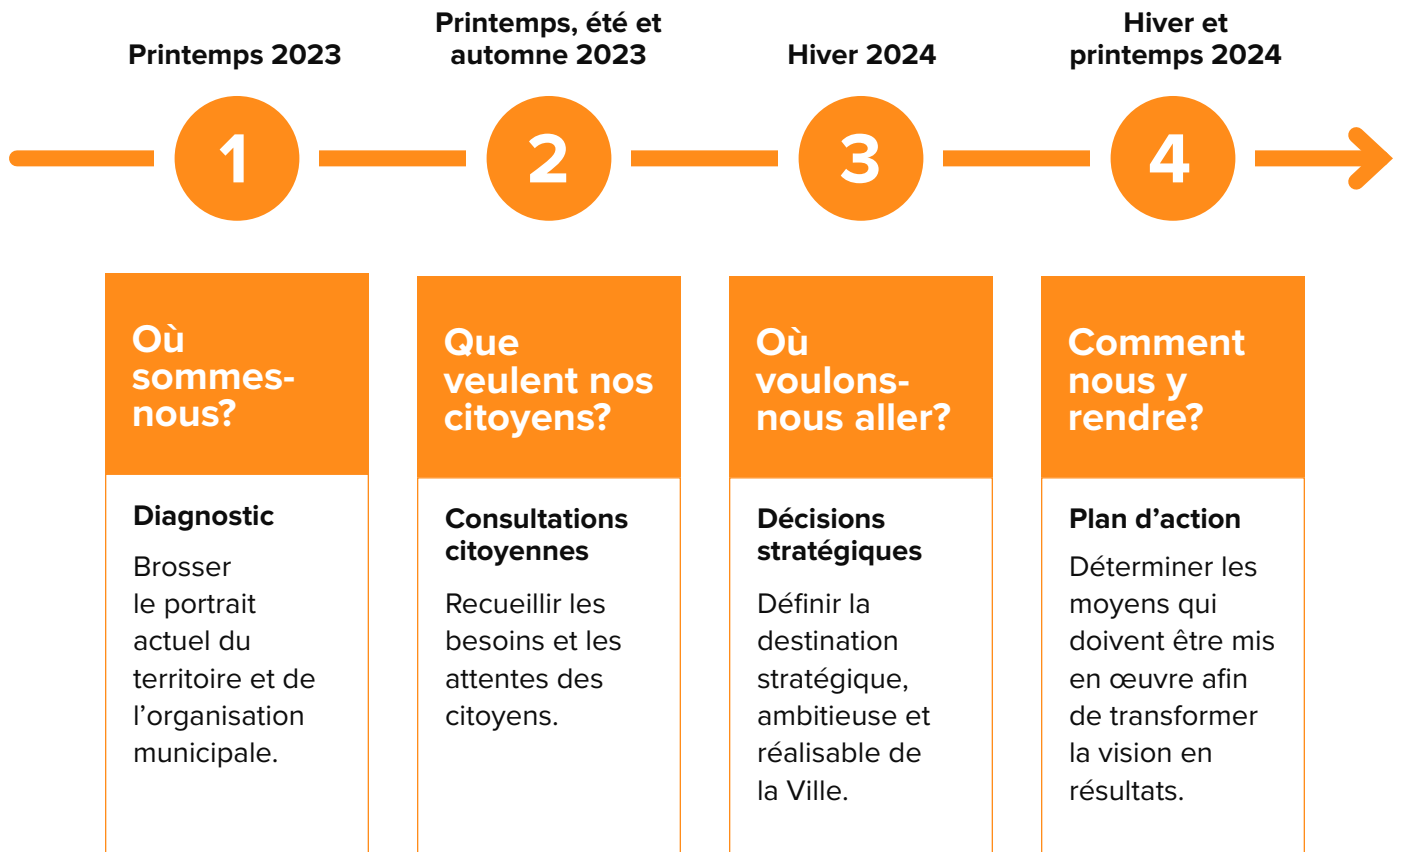 Printemps 2023
Printemps, été et
automne 2023
Hiver 2024
Hiver et
printemps 2024
1
2
3
4
Où
sommes-
nous?
Diagnostic
Brosser
le portrait
actuel du
territoire et de
l’organisation
municipale.
Que
veulent nos
citoyens?
Consultations
citoyennes
Recueillir les
besoins et les
attentes des
citoyens.
Où
voulons-
nous aller?
Décisions
stratégiques
Définir la
destination
stratégique,
ambitieuse et
réalisable de
la Ville.
Comment
nous y
rendre?
Plan d’action
Déterminer les
moyens qui
doivent être mis
en œuvre afin
de transformer
la vision en
résultats.